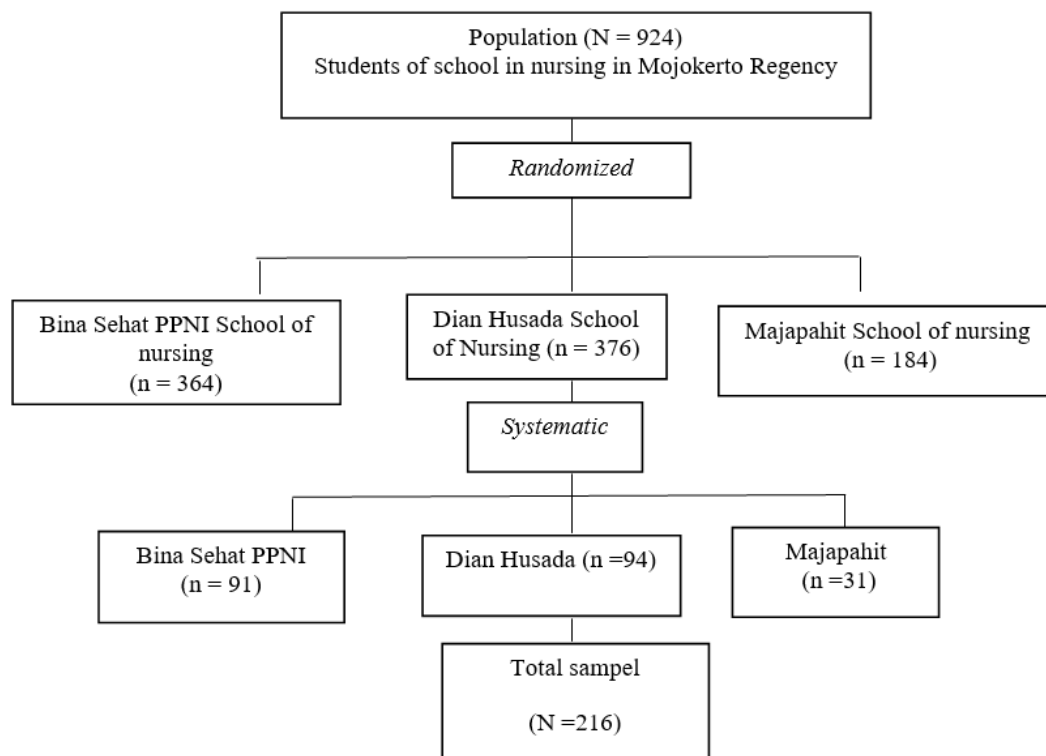 Population (N = 924)
Students of school in nursing in Mojokerto Regency
Randomized
Bina Sehat PPNI School of
nursing
(n = 364)
Dian Husada School
of Nursing (n = 376)
Majapahit School of nursing
(n = 184)
Systematic
Bina Sehat PPNI
(n = 91)
Dian Husada (n =94)
Majapahit
(n =31)
Total sampel
(N =216)